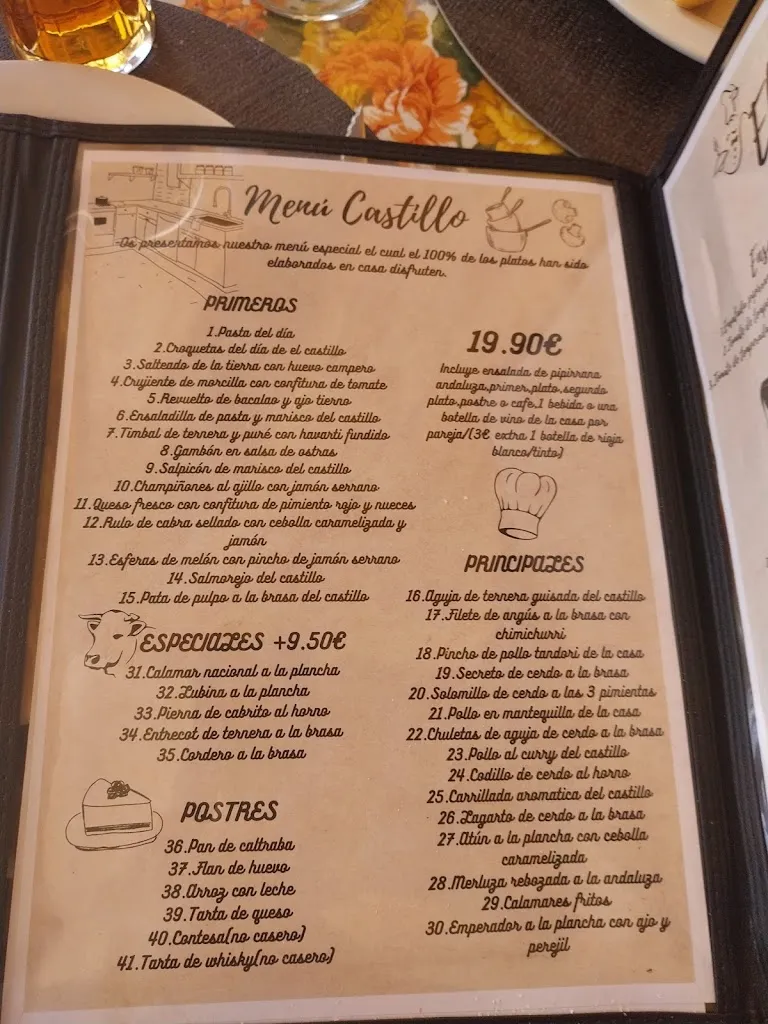 Menú Castillo
Os presentamos nuestro menú especial el cual el 100% de los platos han sido
elaborados en casa disfruten.
PRIMEROS
1.Pasta del día
2.Croquetas del día de el castillo
3.Salteado de la tierra con huevo campero
4.Crujiente de morcilla con confitura de tomate
5.Revuelto de bacalao y ajo tierno
6.Ensaladilla de pasta y marisco del castillo
7.Timbal de ternera y puré con havarti fundido
8.Gambón en salsa de ostras
9.Salpicón de marisco del castillo
10.Champiñones al ajillo con jamón serrano
11.Queso fresco con confitura de pimiento rojo y nueces
12.Rulo de cabra sellado con cebolla caramelizada y
jamón
13.Esferas de melón con pincho de jamón serrano
14.Salmorejo del castillo
15.Pata de pulpo a la brasa del castillo
ESPECIALES +9.50€
31.Calamar nacional a la plancha
32.Lubina a la plancha
33.Pierna de cabrito al horno
34.Entrecot de ternera a la brasa
35.Cordero a la brasa
POSTRES
36.Pan de caltraba
37.Flan de huevo
38.Arroz con leche
39.Tarta de queso
40.Contesa(no casero)
41.Tarta de whisky(no casero)
19.90€
Incluye ensalada de pipirrana
andaluza,primer,plato,segundo
plato,postre o cafe,1 bebida o una
botella de vino de la casa por
pareja/(3€ extra 1 botella de rioja
blanco/tinto)
PRINCIPALES
16.Aguja de ternera guisada del castillo
17.Filete de angús a la brasa con
chimichurri
18.Pincho de pollo tandori de la casa
19.Secreto de cerdo a la brasa
20.Solomillo de cerdo a las 3 pimientas
21.Pollo en mantequilla de la casa
22.Chuletas de aguja de cerdo a la brasa
23.Pollo al curry del castillo
24.Codillo de cerdo al horno
25.Carrillada aromatica del castillo
26.Lagarto de cerdo a la brasa
27.Atún a la plancha con cebolla
caramelizada
28.Merluza rebozada a la andaluza
29.Calamares fritos
30.Emperador a la plancha con ajo y
perejil